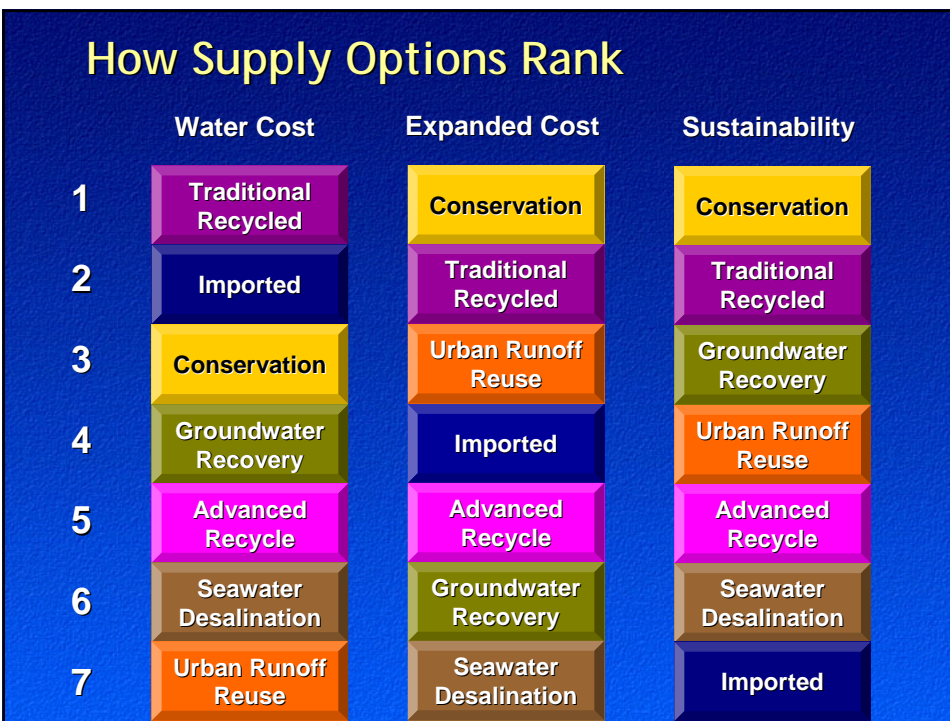 How Supply Options Rank
Water Cost
Expanded Cost
Sustainability
1
Traditional
Recycled
Conservation
Conservation
2
Imported
Traditional
Recycled
Traditional
Recycled
3
Conservation
Urban Runoff
Reuse
Groundwater
Recovery
4
Groundwater
Recovery
Imported
Urban Runoff
Reuse
5
Advanced
Recycle
Advanced
Recycle
Advanced
Recycle
6
Seawater
Desalination
Groundwater
Recovery
Seawater
Desalination
7
Urban Runoff
Reuse
Seawater
Desalination
Imported